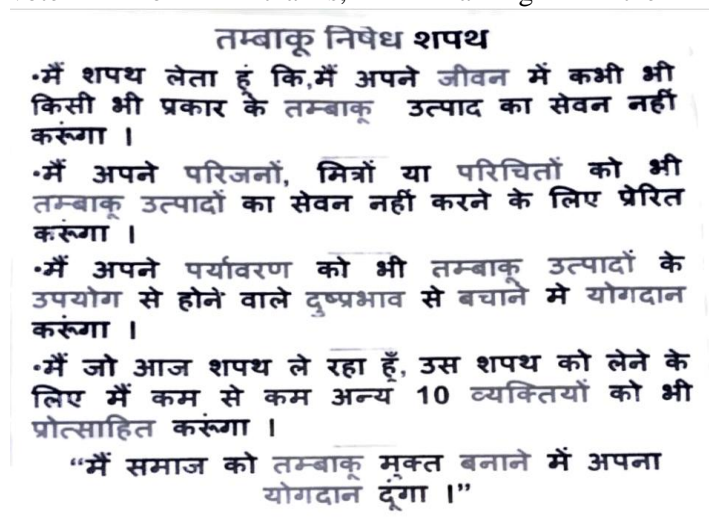 तम्बाकू निषेध शपथ
•मैं शपथ लेता हूं कि,मैं अपने जीवन में कभी भी
किसी भी प्रकार के तम्बाकू उत्पाद का सेवन नहीं
करूंगा ।
•मैं अपने परिजनों, मित्रों या परिचितों को भी
तम्बाकू उत्पादों का सेवन नहीं करने के लिए प्रेरित
करूंगा ।
•मैं अपने पर्यावरण को भी तम्बाकू उत्पादों के
उपयोग से होने वाले दुष्प्रभाव से बचाने मे योगदान
करूंगा ।
•मैं जो आज शपथ ले रहा हूँ, उस शपथ को लेने के
लिए मैं कम से कम अन्य 10 व्यक्तियों को भी
प्रोत्साहित करूंगा ।
“मैं समाज को तम्बाकू मुक्त बनाने में अपना
योगदान दूंगा ।”